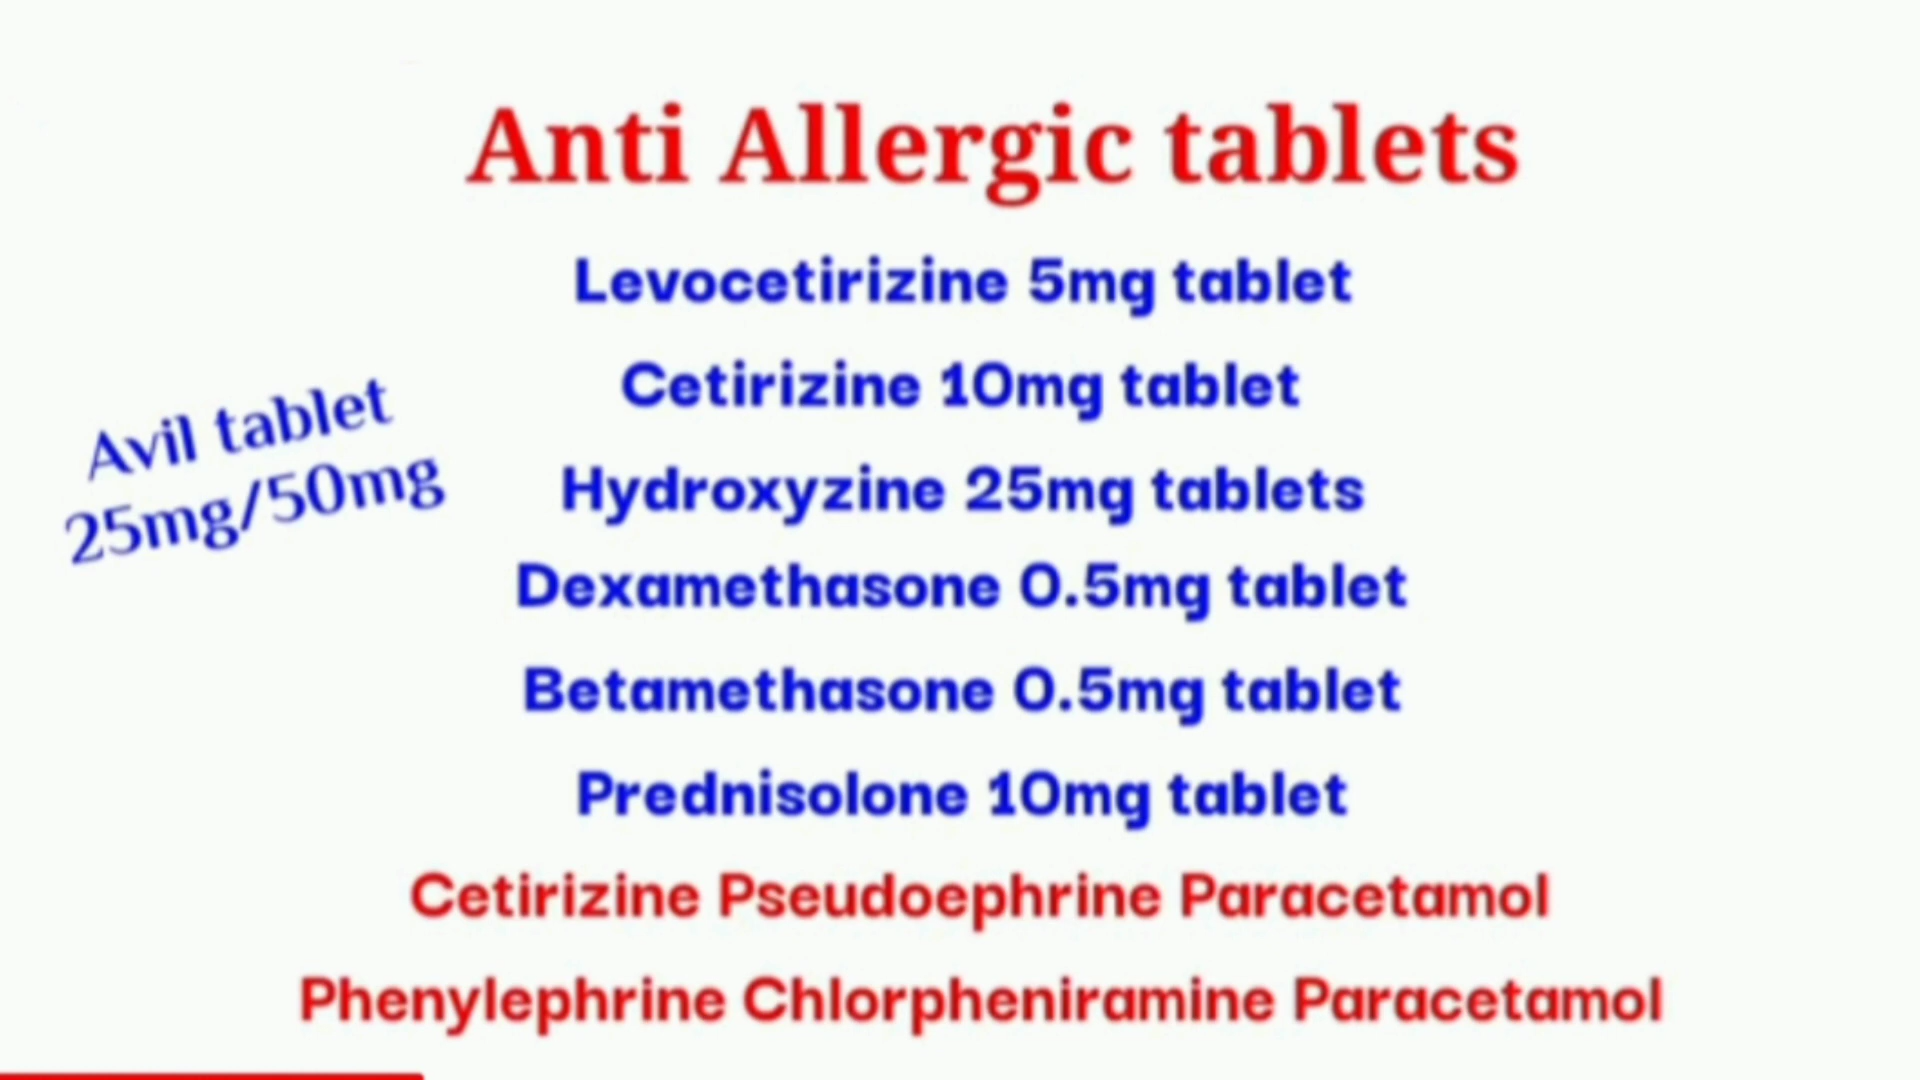 Anti Allergic tablets
Levocetirizine 5mg tablet
Cetirizine 10mg tablet
Avil tablet
25mg/50mg
Hydroxyzine 25mg tablets
Dexamethasone 0.5mg tablet
Betamethasone 0.5mg tablet
Prednisolone 10mg tablet
Cetirizine Pseudoephrine Paracetamol
Phenylephrine Chlorpheniramine Paracetamol